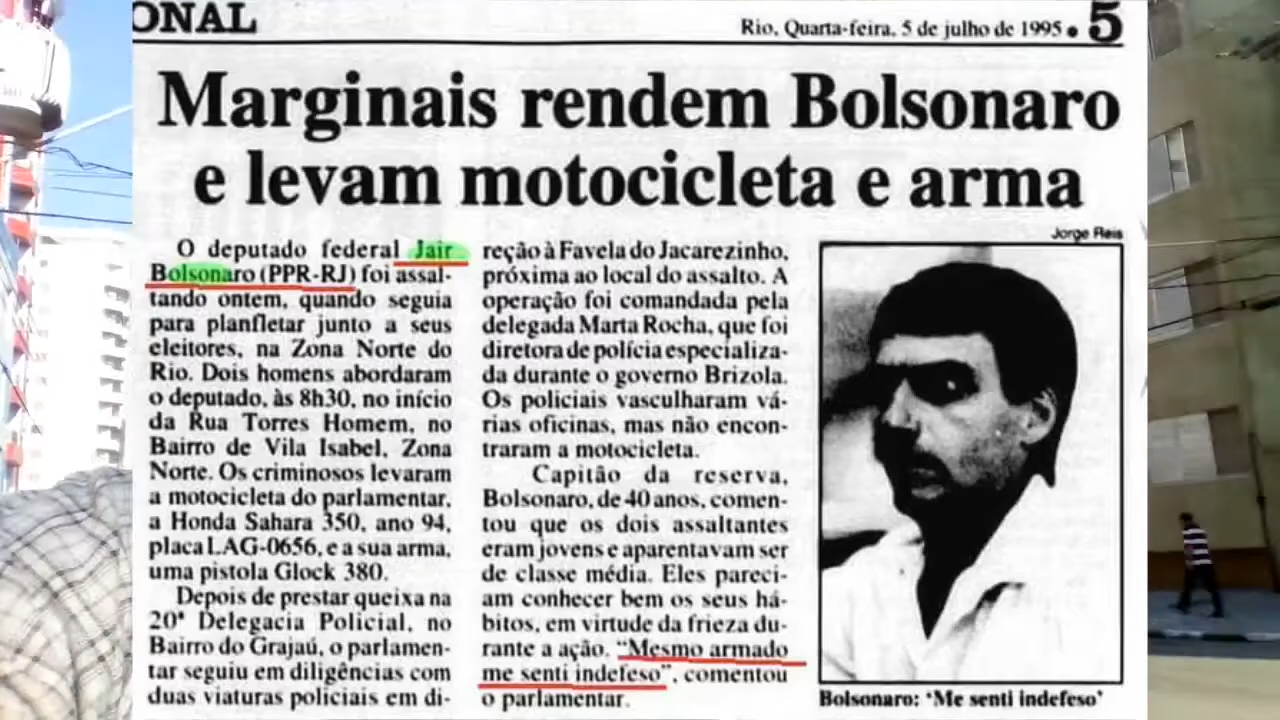 ONAL
Rio, Quarta-feira, 5 de julho de 1995 • 5
Marginais rendem Bolsonaro
e levam motocicleta e arma
O deputado federal Jair
Bolsonaro (PPR-RJ) foi assal-
tando ontem, quando seguia
para planfletar junto a seus
eleitores, na Zona Norte do
Rio. Dois homens abordaram
o deputado, às 8h30, no início
da Rua Torres Homem, no
Bairro de Vila Isabel, Zona
Norte. Os criminosos levaram
a motocicleta do parlamentar,
a Honda Sahara 350, ano 94,
placa LAG-0656, e a sua arma,
uma pistola Glock 380.
Depois de prestar queixa na
20ª Delegacia Policial, no
Bairro do Grajaú, o parlamen-
tar seguiu em diligências com
duas viaturas policiais em di-
reção à Favela do Jacarezinho,
próxima ao local do assalto. A
operação foi comandada pela
delegada Marta Rocha, que foi
diretora de polícia especializa-
da durante o governo Brizola.
Os policiais vasculharam vá-
rias oficinas, mas não encon-
traram a motocicleta.
Capitão da reserva,
Bolsonaro, de 40 anos, comen-
tou que os dois assaltantes
eram jovens e aparentavam ser
de classe média. Eles pareci-
am conhecer bem os seus há-
bitos, em virtude da frieza du-
rante a ação. “Mesmo armado
me senti indefeso”, comentou
o parlamentar.
Jorge Reis
Bolsonaro: ‘Me senti indefeso’